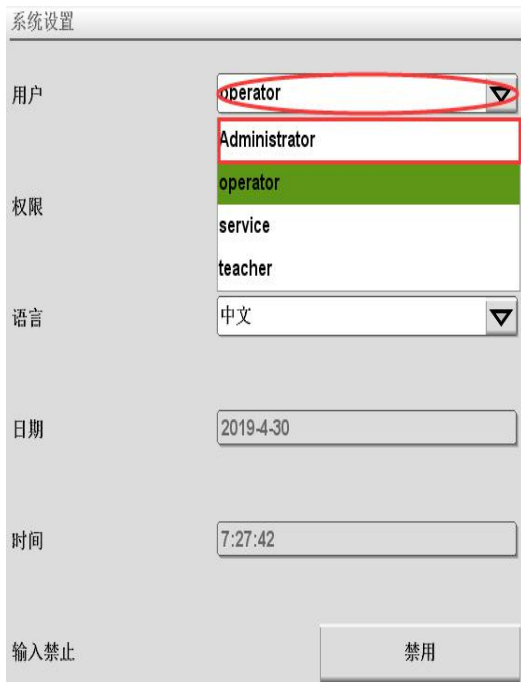 系统设置
用户 operator
Administrator
operator
权限
service
teacher
语言 中文
日期 2019-4-30
时间 7:27:42
输入禁止 禁用